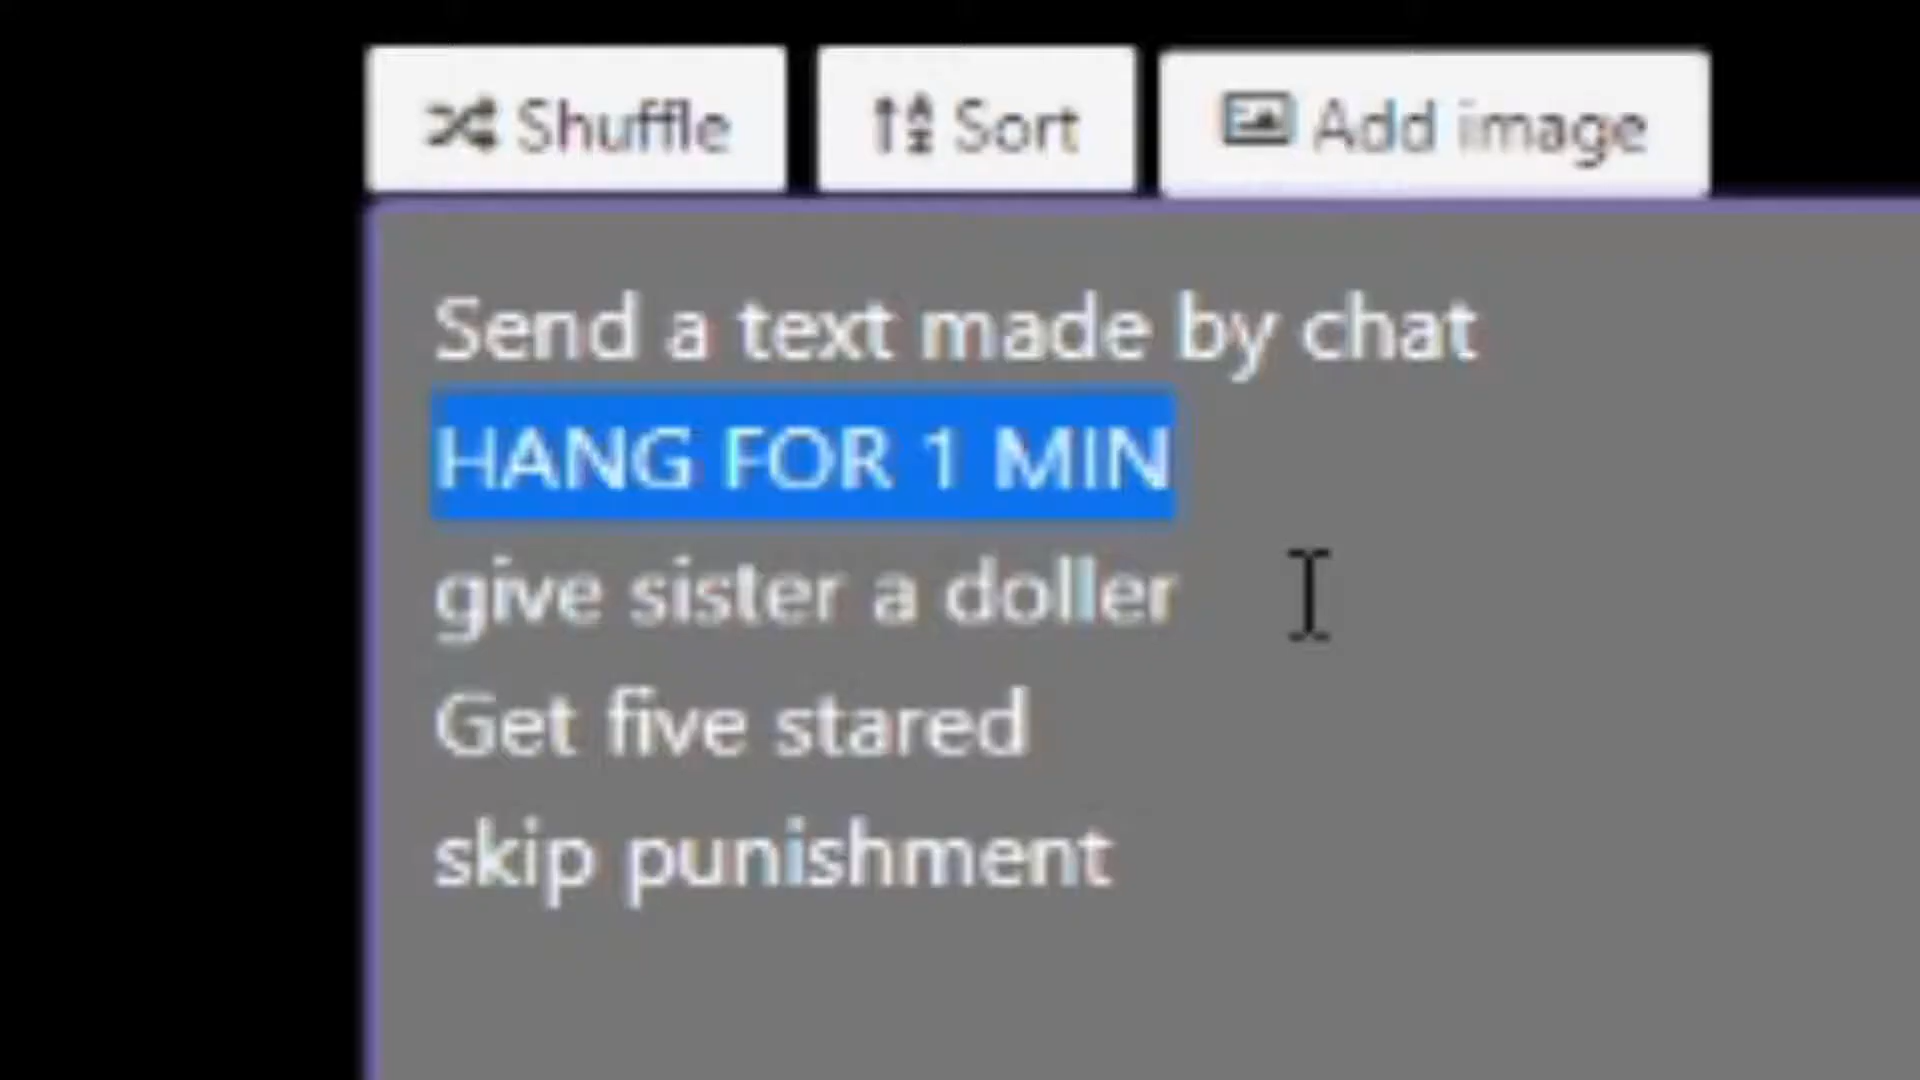 Shuffle Sort Add image
Send a text made by chat
HANG FOR 1 MIN
give sister a doller
Get five stared
skip punishment